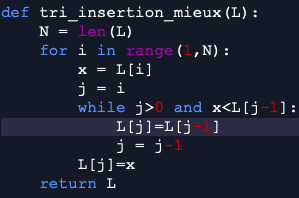 def tri_insertion_mieux(L):
    N = len(L)
    for i in range(1,N):
        x = L[i]
        j = i
        while j>0 and x<L[j-1]:
            L[j]=L[j-1]
            j = j-1
        L[j]=x
    return L